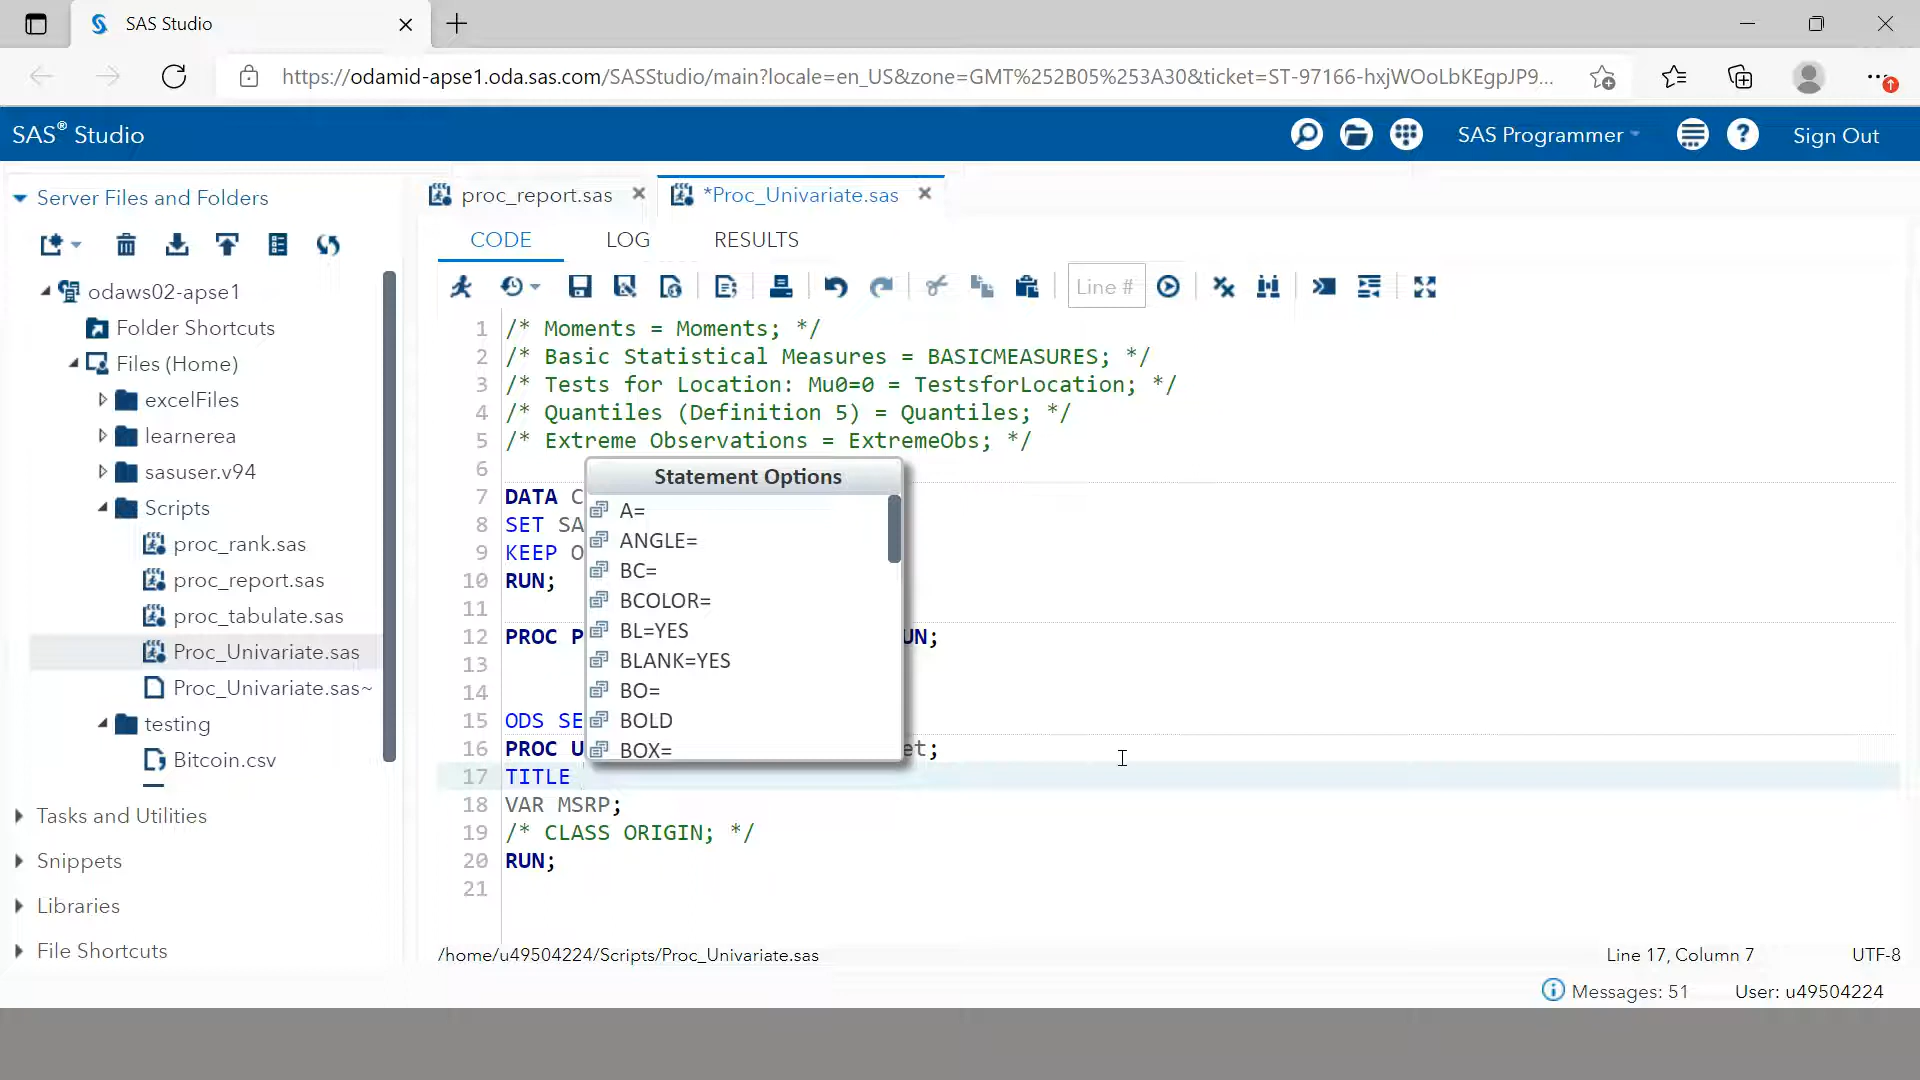 SAS Studio
https://odamid-apse1.oda.sas.com/SASStudio/main?locale=en_US&zone=GMT%252B05%253A30&ticket=ST-97166-hxjWOoLbKEgpJP9...
SAS® Studio
SAS Programmer
Sign Out
Server Files and Folders
odaws02-apse1
Folder Shortcuts
Files (Home)
excelFiles
learnerea
sasuser.v94
Scripts
proc_rank.sas
proc_report.sas
proc_tabulate.sas
Proc_Univariate.sas
Proc_Univariate.sas~
testing
Bitcoin.csv
Tasks and Utilities
Snippets
Libraries
File Shortcuts
proc_report.sas
*Proc_Univariate.sas
CODE LOG RESULTS
Line #
1 /* Moments = Moments; */
2 /* Basic Statistical Measures = BASICMEASURES; */
3 /* Tests for Location: Mu0=0 = TestsforLocation; */
4 /* Quantiles (Definition 5) = Quantiles; */
5 /* Extreme Observations = ExtremeObs; */
6
7 DATA C
8 SET SA
9 KEEP O
10 RUN;
11
12 PROC P UN;
13
14
15 ODS SE
16 PROC U et;
17 TITLE
18 VAR MSRP;
19 /* CLASS ORIGIN; */
20 RUN;
21
Statement Options
A=
ANGLE=
BC=
BCOLOR=
BL=YES
BLANK=YES
BO=
BOLD
BOX=
/home/u49504224/Scripts/Proc_Univariate.sas
Line 17, Column 7
UTF-8
Messages: 51
User: u49504224